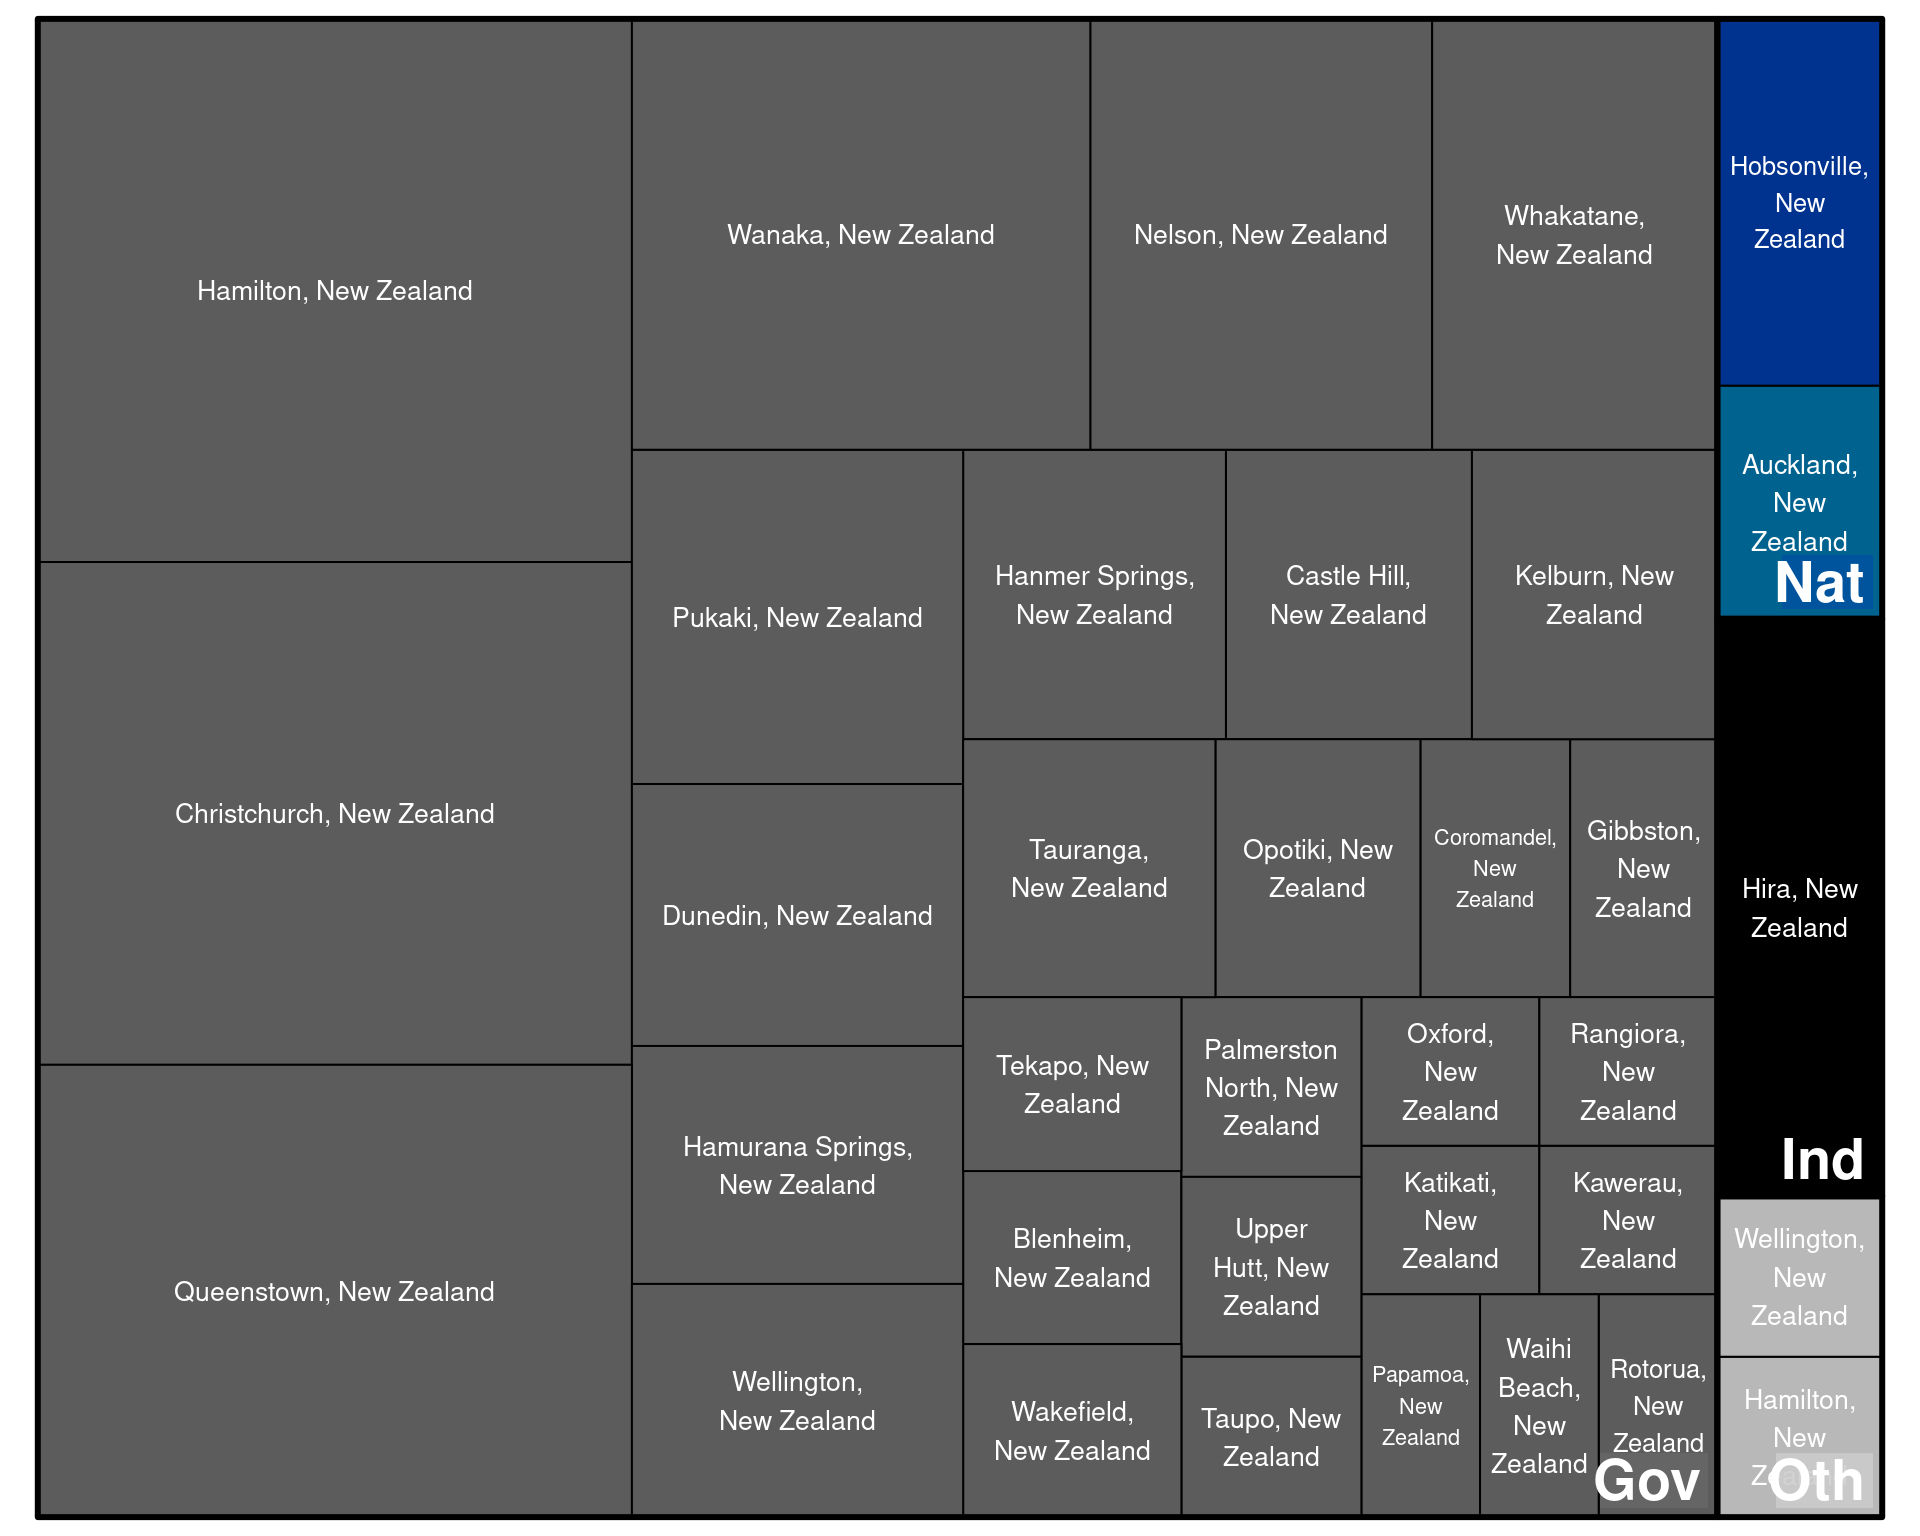 Hamilton, New Zealand
Christchurch, New Zealand
Queenstown, New Zealand
Wanaka, New Zealand
Nelson, New Zealand
Whakatane,
New Zealand
Pukaki, New Zealand
Dunedin, New Zealand
Hamurana Springs,
New Zealand
Wellington,
New Zealand
Hanmer Springs,
New Zealand
Castle Hill,
New Zealand
Kelburn, New
Zealand
Tauranga,
New Zealand
Opotiki, New
Zealand
Coromandel,
New
Zealand
Gibbston,
New
Zealand
Tekapo, New
Zealand
Blenheim,
New Zealand
Wakefield,
New Zealand
Palmerston
North, New
Zealand
Upper
Hutt, New
Zealand
Taupo, New
Zealand
Oxford,
New
Zealand
Rangiora,
New
Zealand
Katikati,
New
Zealand
Kawerau,
New
Zealand
Papamoa,
New
Zealand
Waihi
Beach,
New
Zealand
Rotorua,
New
Zealand
Gov
Hobsonville,
New
Zealand
Auckland,
New
Zealand
Nat
Hira, New
Zealand
Ind
Wellington,
New
Zealand
Hamilton,
New
Oth